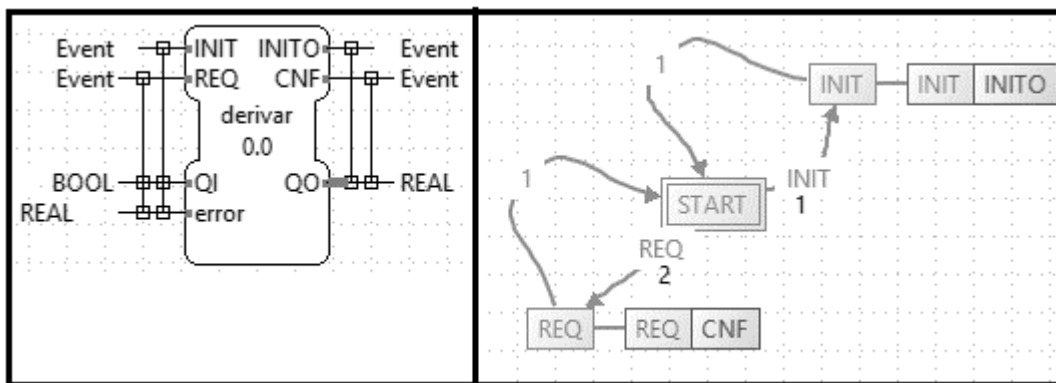 Event INIT INITO Event
Event REQ CNF Event
derivar
0.0
BOOL QI QO REAL
REAL error
1
INIT INIT INITO
1
START
INIT
1
REQ
2
REQ REQ CNF